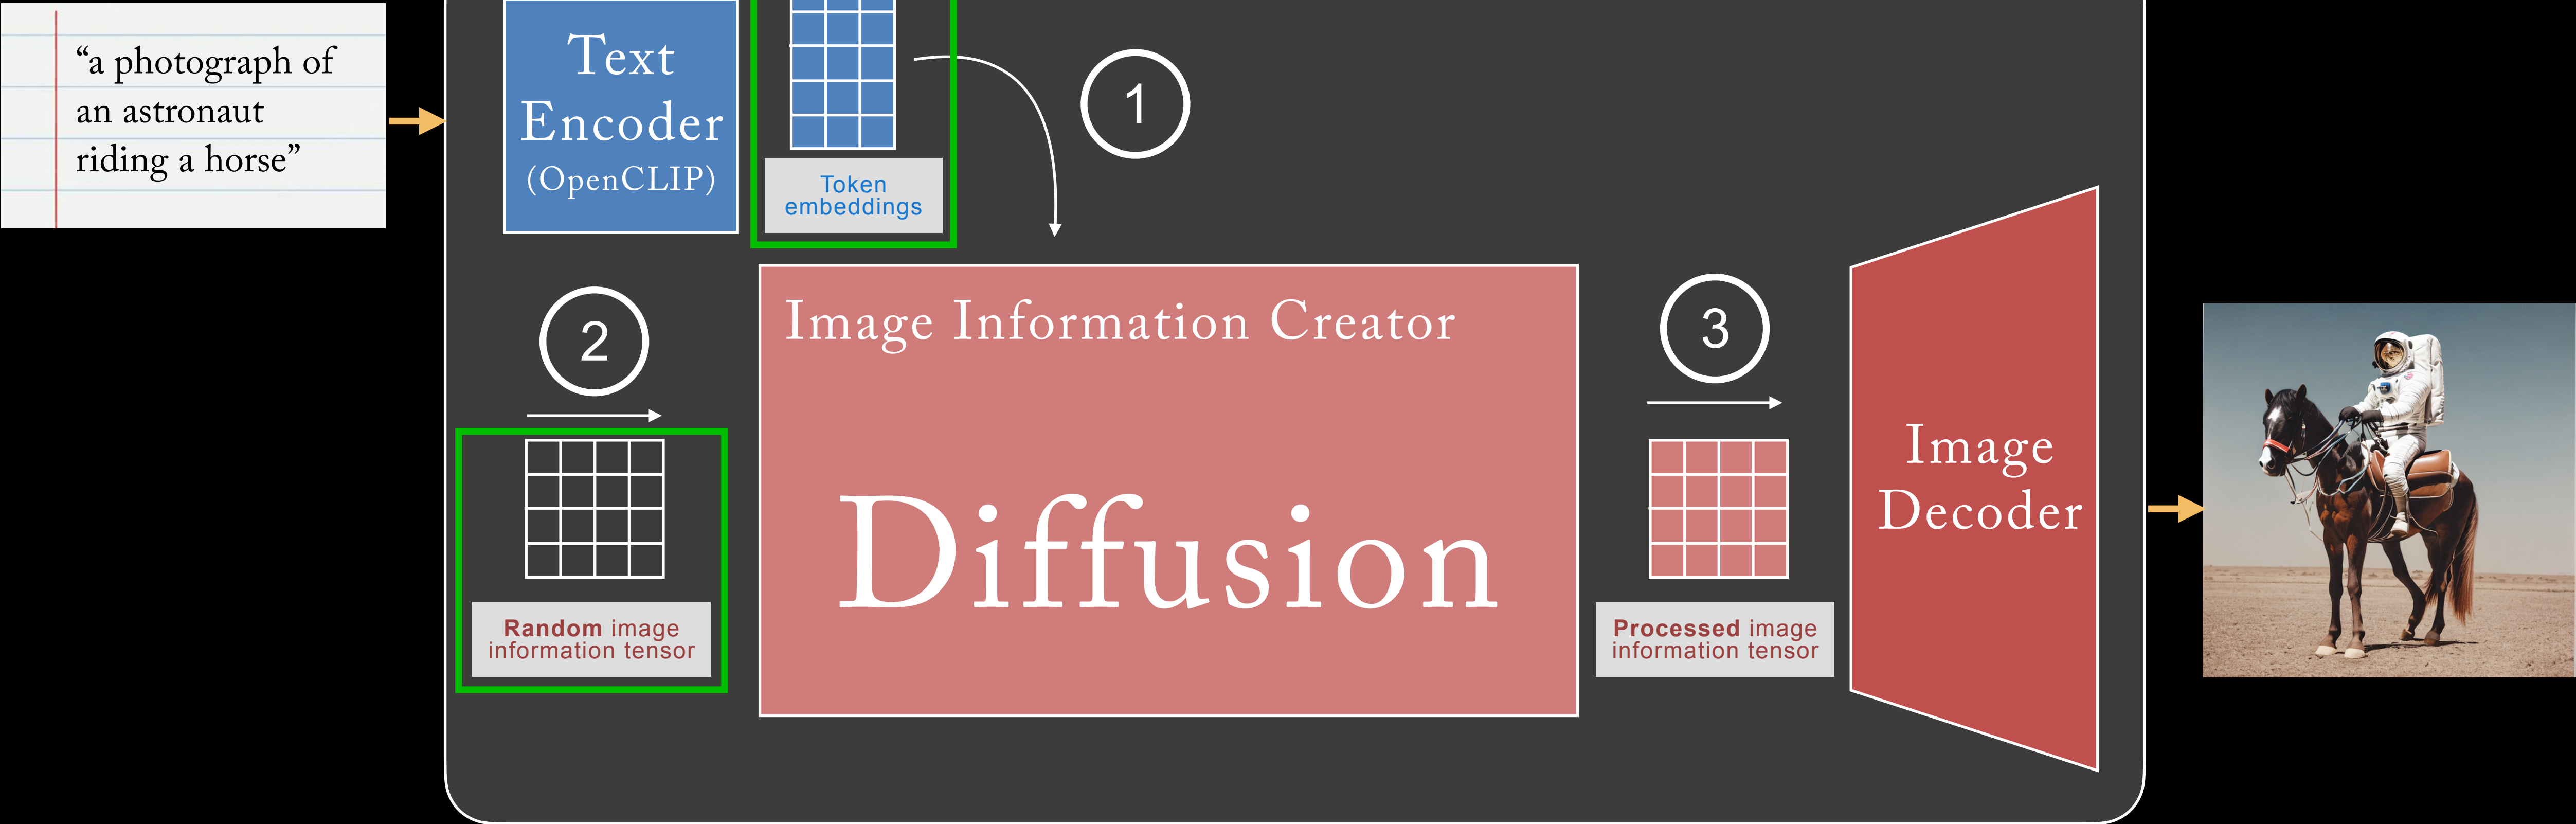 “a photograph of
an astronaut
riding a horse”
Text
Encoder
(OpenCLIP)
Token
embeddings
1
2
Image Information Creator
Diffusion
Random image
information tensor
3
Processed image
information tensor
Image
Decoder